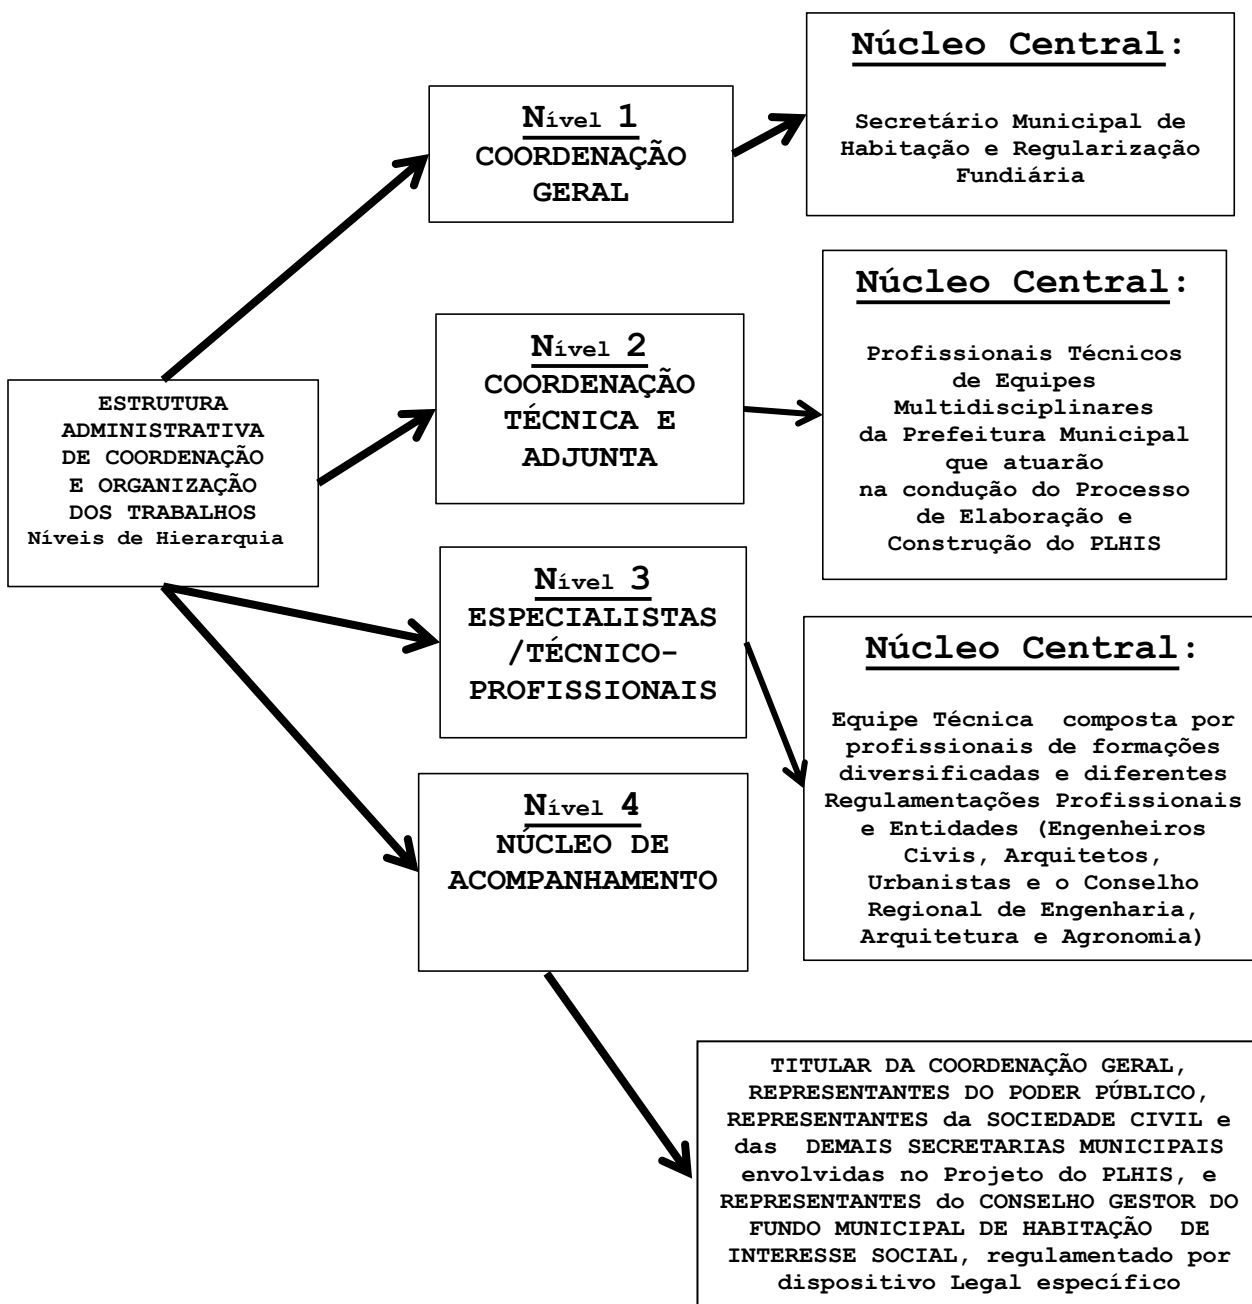 Núcleo Central:
Secretário Municipal de
Habitação e Regularização
Fundiária
Nível 1
COORDENAÇÃO
GERAL
Núcleo Central:
Profissionais Técnicos
de Equipes
Multidisciplinares
da Prefeitura Municipal
que atuarão
na condução do Processo
de Elaboração e
Construção do PLHIS
Nível 2
COORDENAÇÃO
TÉCNICA E
ADJUNTA
ESTRUTURA
ADMINISTRATIVA
DE COORDENAÇÃO
E ORGANIZAÇÃO
DOS TRABALHOS
Níveis de Hierarquia
Nível 3
ESPECIALISTAS
/TÉCNICO-
PROFISSIONAIS
Núcleo Central:
Equipe Técnica  composta por
profissionais de formações
diversificadas e diferentes
Regulamentações Profissionais
e Entidades (Engenheiros
Civis, Arquitetos,
Urbanistas e o Conselho
Regional de Engenharia,
Arquitetura e Agronomia)
Nível 4
NÚCLEO DE
ACOMPANHAMENTO
TITULAR DA COORDENAÇÃO GERAL,
REPRESENTANTES DO PODER PÚBLICO,
REPRESENTANTES da SOCIEDADE CIVIL e
das  DEMAIS SECRETARIAS MUNICIPAIS
envolvidas no Projeto do PLHIS, e
REPRESENTANTES do CONSELHO GESTOR DO
FUNDO MUNICIPAL DE HABITAÇÃO  DE
INTERESSE SOCIAL, regulamentado por
dispositivo Legal específico